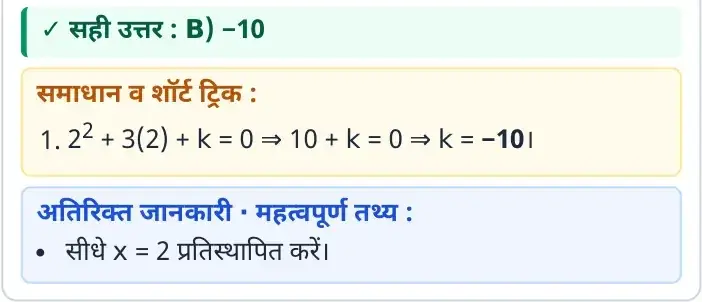 ✓ सही उत्तर : B) −10
समाधान व शॉर्ट ट्रिक :
1. 2² + 3(2) + k = 0 ⇒ 10 + k = 0 ⇒ k = −10।
अतिरिक्त जानकारी · महत्वपूर्ण तथ्य :
• सीधे x = 2 प्रतिस्थापित करें।